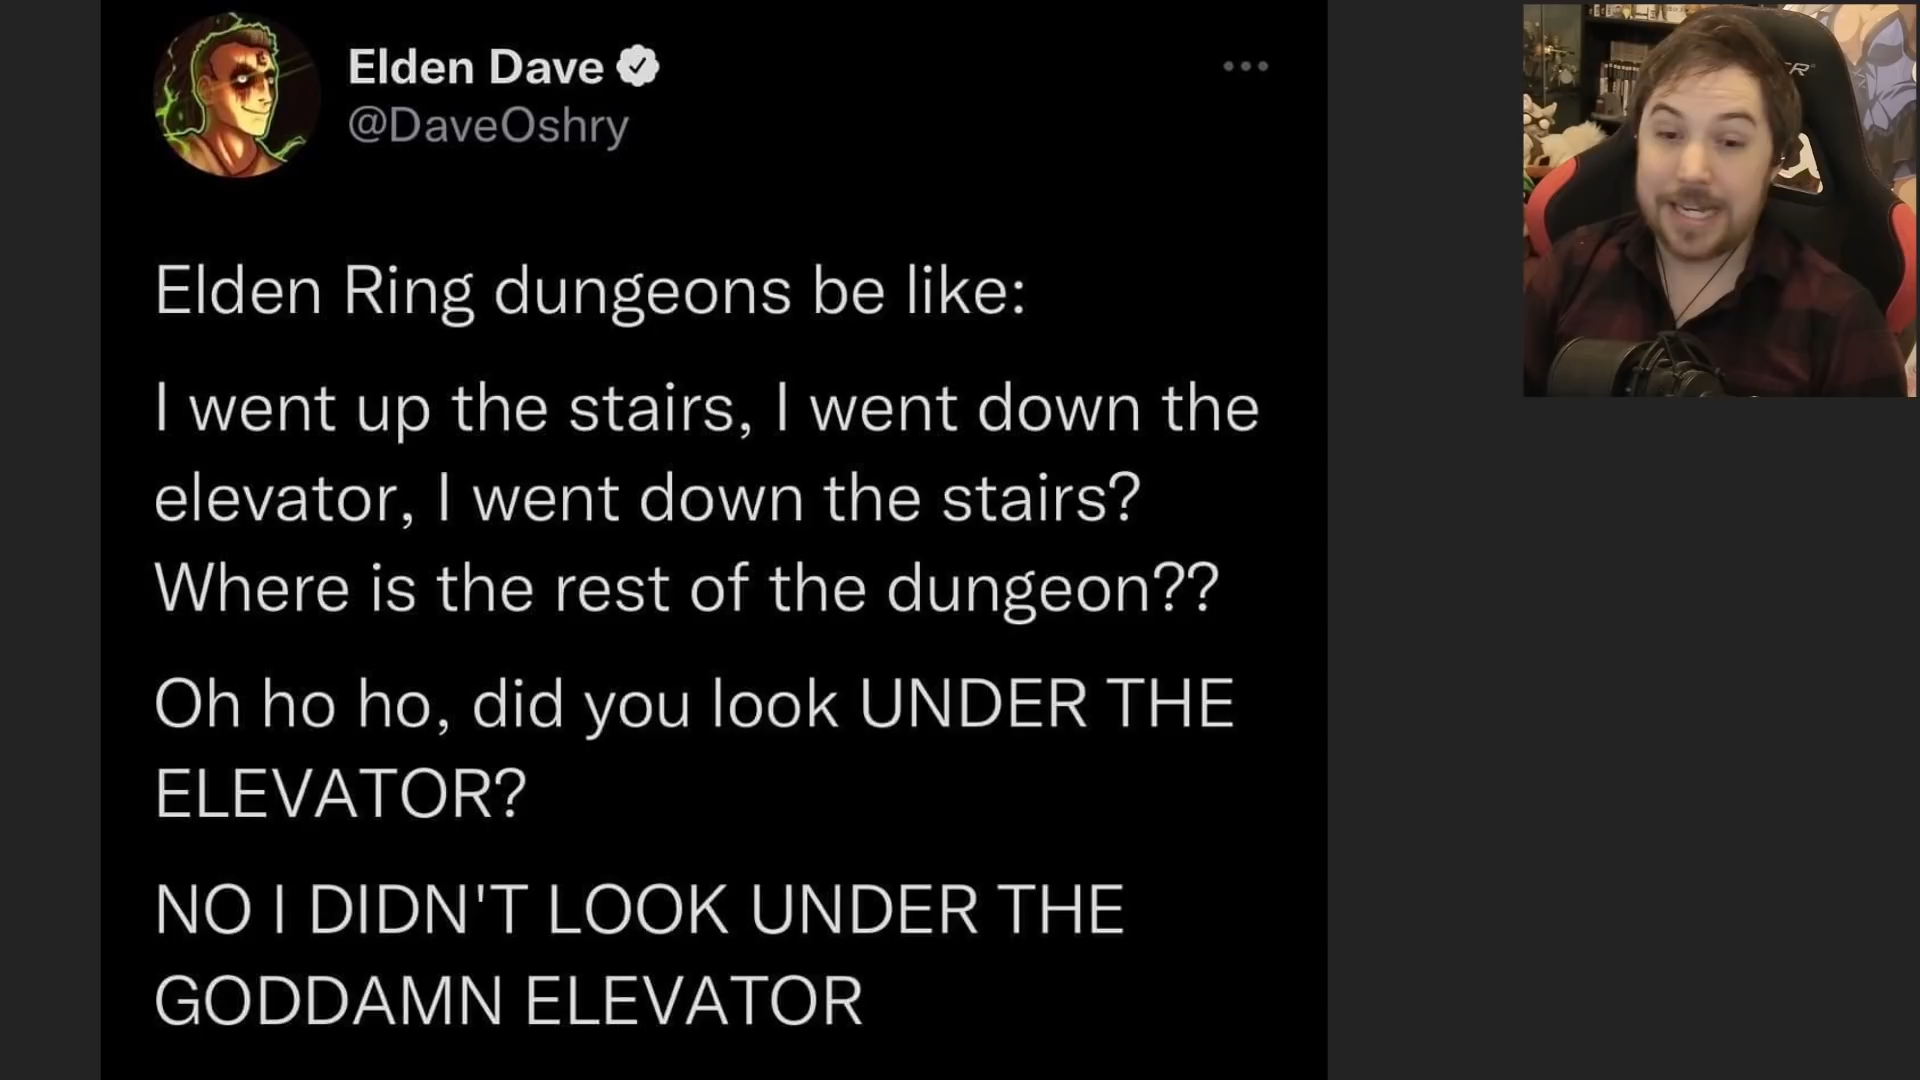 Elden Dave
@DaveOshry
Elden Ring dungeons be like:
I went up the stairs, I went down the
elevator, I went down the stairs?
Where is the rest of the dungeon??
Oh ho ho, did you look UNDER THE
ELEVATOR?
NO I DIDN'T LOOK UNDER THE
GODDAMN ELEVATOR